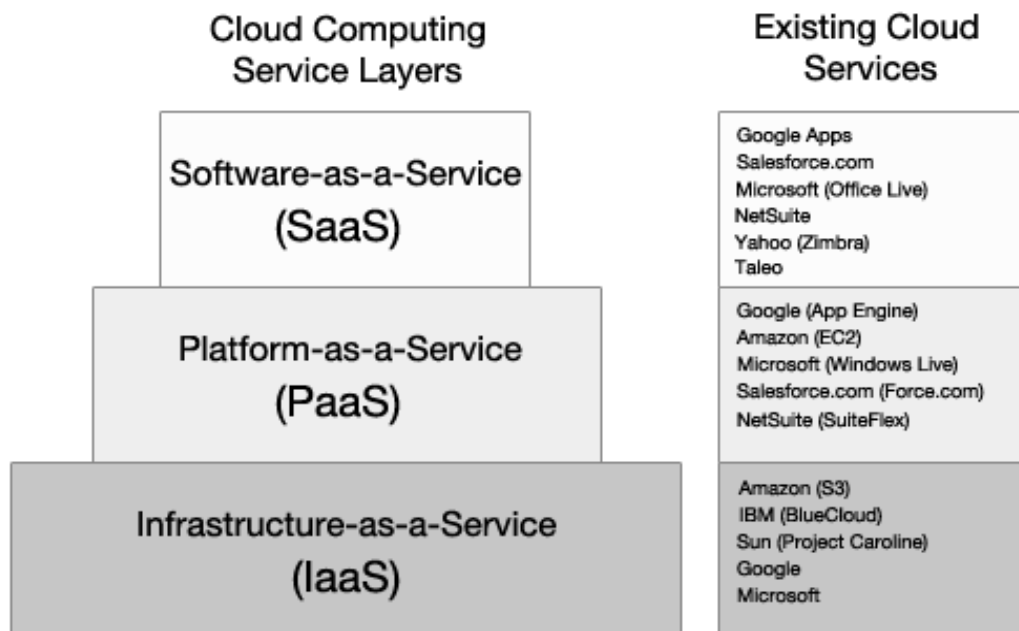 Cloud Computing
Service Layers
Existing Cloud
Services
Software-as-a-Service
(SaaS)
Google Apps
Salesforce.com
Microsoft (Office Live)
NetSuite
Yahoo (Zimbra)
Taleo
Platform-as-a-Service
(PaaS)
Google (App Engine)
Amazon (EC2)
Microsoft (Windows Live)
Salesforce.com (Force.com)
NetSuite (SuiteFlex)
Infrastructure-as-a-Service
(IaaS)
Amazon (S3)
IBM (BlueCloud)
Sun (Project Caroline)
Google
Microsoft